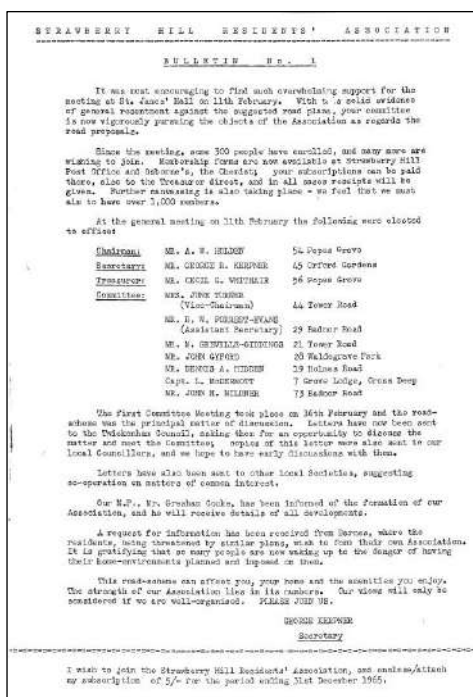 STRAWBERRY HILL RESIDENTS' ASSOCIATION
BULLETIN No. 1
It was most encouraging to find such overwhelming support for the
meeting at St. James' Hall on 11th February. With this solid evidence
of general resentment against the suggested road plans, your committee
is now vigorously pursuing the objects of the Association as regards the
road proposals.
Since the meeting, some 300 people have enrolled, and many more are
wishing to join. Membership forms are now available at Strawberry Hill
Post Office and Osborne's, the Chemist; your subscriptions can be paid
there, also to the Treasurer direct, and in all cases receipts will be
given. Further canvassing is also taking place - we feel that we must
aim to have over 1,000 members.
At the general meeting on 11th February the following were elected
to office:
Chairman: MR. A. W. HOLDEN 54 Popes Grove
Secretary: MR. GEORGE R. KERPNER 45 Orford Gardens
Treasurer: MR. CECIL G. WHITHAIR 56 Popes Grove
Committee: MRS. JUNE TURNER
(Vice-Chairman) 44 Tower Road
MR. D. W. FORREST-EVANS
(Assistant Secretary) 29 Radnor Road
MR. N. GREVILLE-GIDDINGS 21 Tower Road
MR. JOHN GYFORD 28 Waldegrave Park
MR. DENNIS A. HIDDEN 19 Holmes Road
Capt. L. McDERMOTT 7 Grove Lodge, Cross Deep
MR. JOHN H. MILDNER 73 Radnor Road
The first Committee Meeting took place on 16th February and the road-
scheme was the principal matter of discussion. Letters have now been sent
to the Twickenham Council, asking them for an opportunity to discuss the
matter and meet the Committee, copies of this letter were also sent to our
local Councillors, and we hope to have early discussions with them.
Letters have also been sent to other local Societies, suggesting
co-operation on matters of common interest.
Our M.P., Mr. Gresham Cooke, has been informed of the formation of our
Association, and he will receive details of all developments.
A request for information has been received from Barnes, where the
residents, being threatened by similar plans, wish to form their own Association.
It is gratifying that so many people are now waking up to the danger of having
their home-environments planned and imposed on them.
This road-scheme can affect you, your home and the amenities you enjoy.
The strength of our Association lies in its numbers. Our views will only be
considered if we are well-organised. PLEASE JOIN US.
GEORGE KERPNER
Secretary
I wish to join the Strawberry Hill Residents' Association, and enclose/attach
my subscription of 5/- for the period ending 31st December 1965.